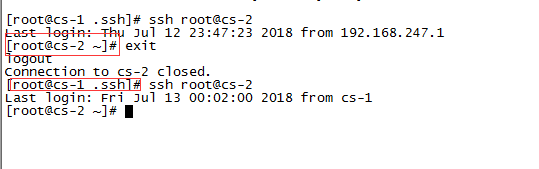 [root@cs-1 .ssh]# ssh root@cs-2
Last login: Thu Jul 12 23:47:23 2018 from 192.168.247.1
[root@cs-2 ~]# exit
logout
Connection to cs-2 closed.
[root@cs-1 .ssh]# ssh root@cs-2
Last login: Fri Jul 13 00:02:00 2018 from cs-1
[root@cs-2 ~]#